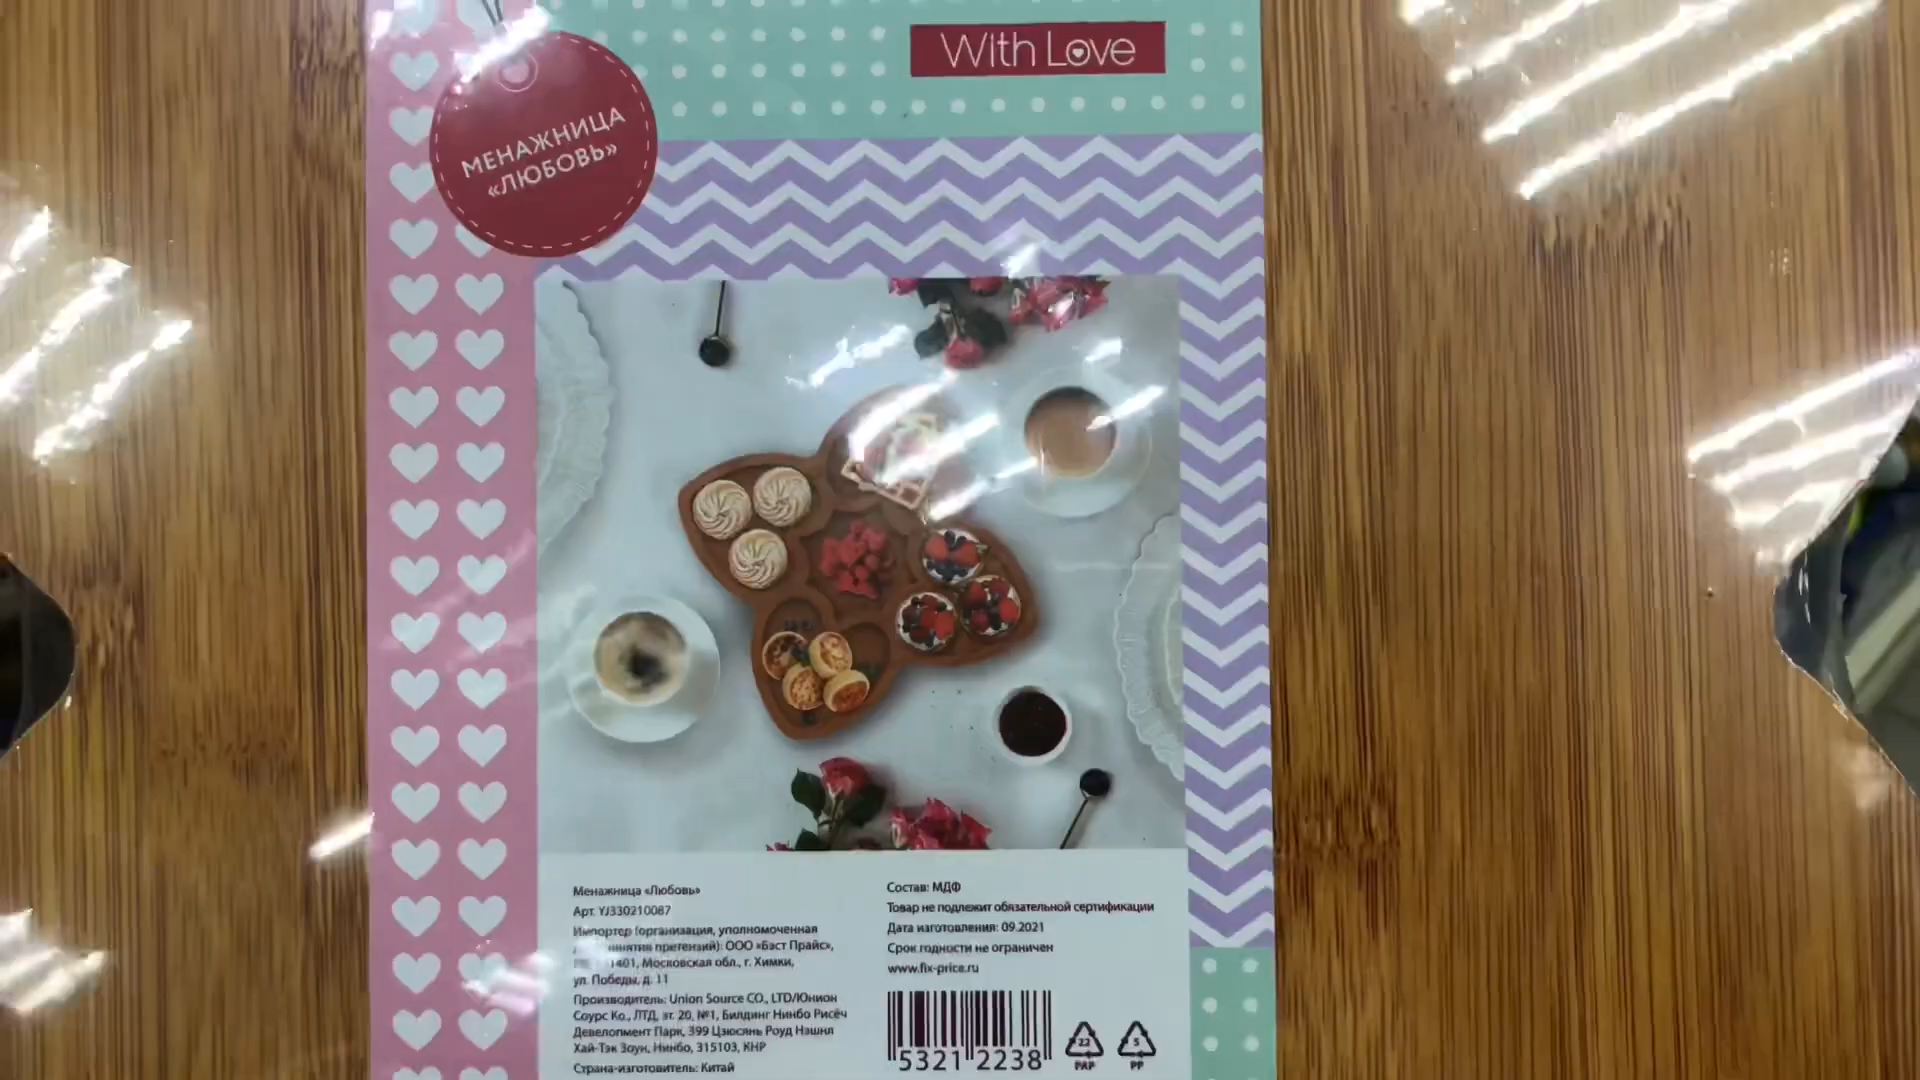 With Love
МЕНАЖНИЦА
«ЛЮБОВЬ»
Менажница «Любовь»
Арт. YJ330210087
Импортер (организация, уполномоченная
претензий): ООО «Бэст Прайс»,
1401, Московская обл., г. Химки,
ул. Победы, д. 11
Производитель: Union Source CO., LTD/Юнион
Соурс Ко., ЛТД, эт. 20, №1, Билдинг Нинбо Рисёч
Девелопмент Парк, 399 Цзюсянь Роуд Нэшнл
Хай-Тэк Зоун, Нинбо, 315103, КНР
Страна-изготовитель: Китай
Состав: МДФ
Товар не подлежит обязательной сертификации
Дата изготовления: 09.2021
Срок годности не ограничен
www.fix-price.ru
5321 2238
22
PAP
5
PP